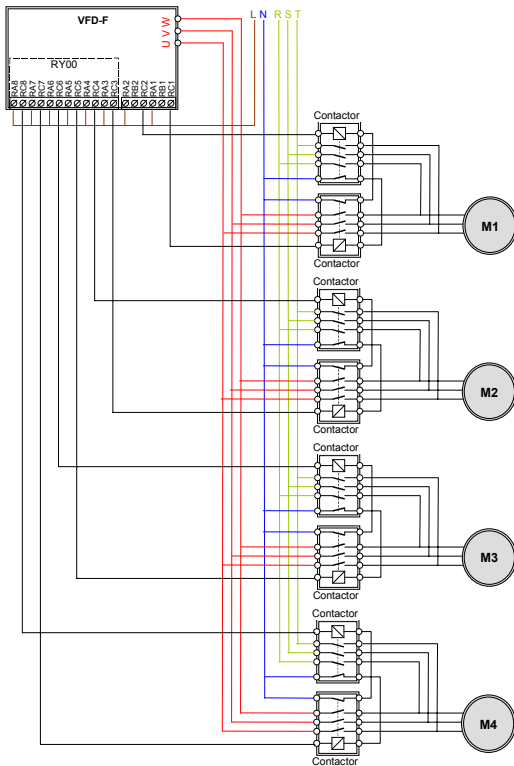 VFD-F
U V W
L N R S T
RY00
RA8
RC8
RA7
RC7
RA6
RC6
RA5
RC5
RA4
RC4
RA3
RC3
RA2
RB2
RC2
RA1
RB1
RC1
Contactor
M1
Contactor
Contactor
M2
Contactor
Contactor
M3
Contactor
Contactor
M4
Contactor